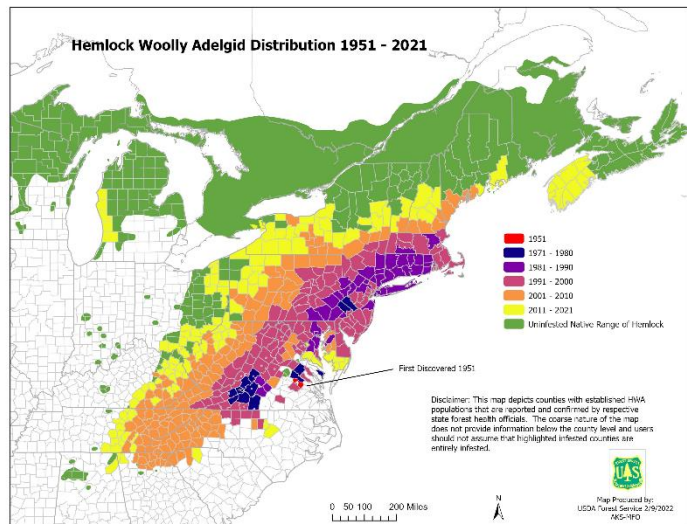 Hemlock Woolly Adelgid Distribution 1951 - 2021
1951
1971 - 1980
1981 - 1990
1991 - 2000
2001 - 2010
2011 - 2021
Uninfested Native Range of Hemlock
First Discovered 1951
Disclaimer: This map depicts counties with established HWA
populations that are reported and confirmed by respective
state forest health officials. The coarse nature of the map
does not provide information below the county level and users
should not assume that highlighted infested counties are
entirely infested.
U S
0 50 100 200 Miles
N
Map Produced by:
USDA Forest Service 2/9/2022
AKS-MFO